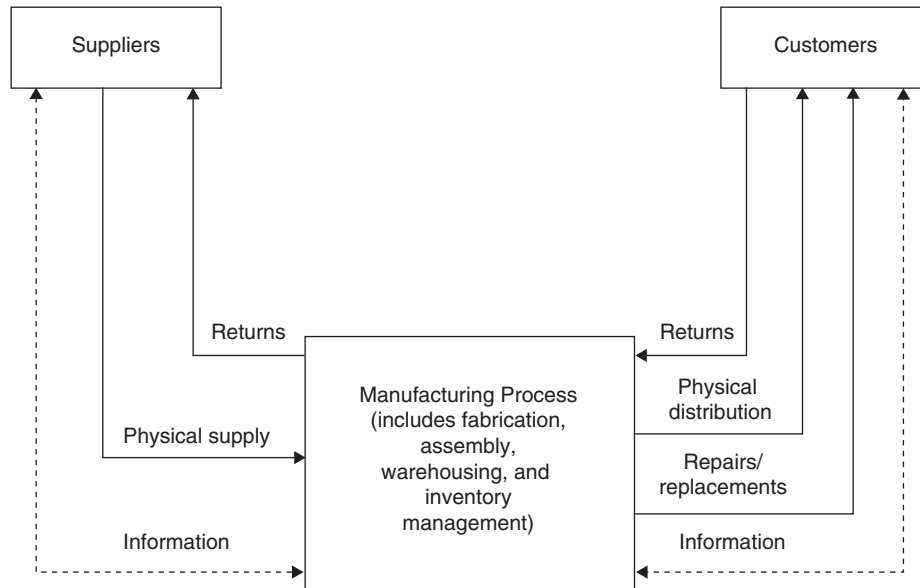 Suppliers
Customers
Returns
Returns
Manufacturing Process
(includes fabrication,
assembly,
warehousing, and
inventory
management)
Physical
distribution
Physical supply
Repairs/
replacements
Information
Information